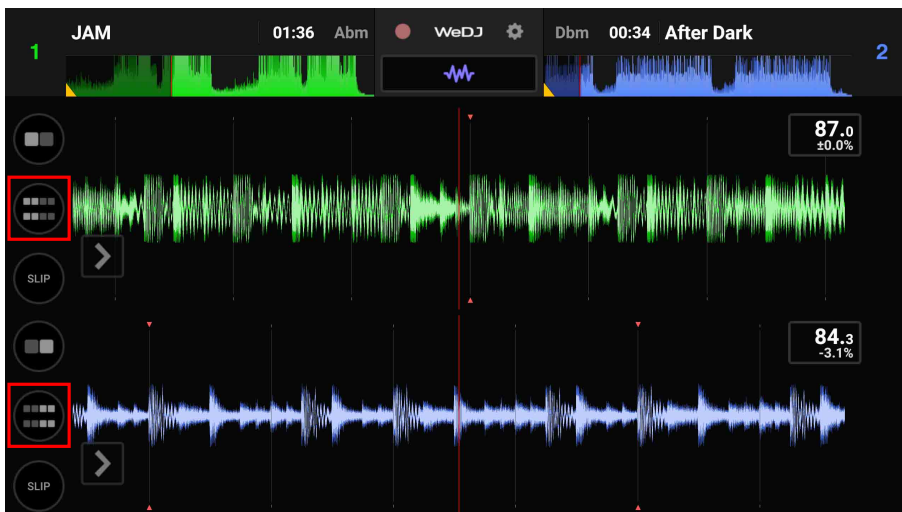 1 JAM 01:36 Abm WeDJ Dbm 00:34 After Dark 2
87.0
±0.0%
SLIP
84.3
-3.1%
SLIP